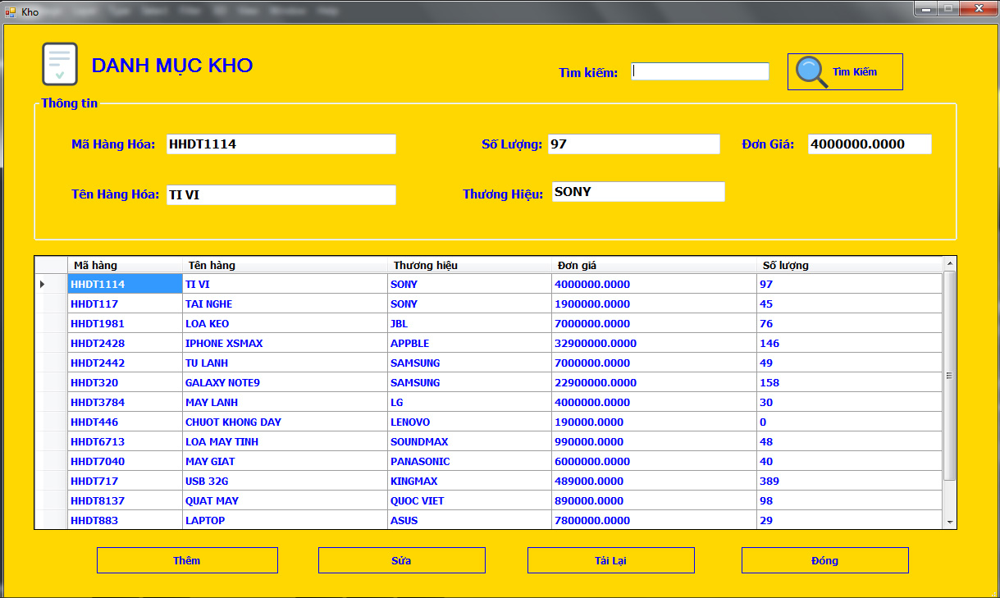 Kho
DANH MỤC KHO
Tìm kiếm:
Tìm Kiếm
Thông tin
Mã Hàng Hóa: HHDT1114 Số Lượng: 97 Đơn Giá: 4000000.0000
Tên Hàng Hóa: TI VI Thương Hiệu: SONY
Mã hàng Tên hàng Thương hiệu Đơn giá Số lượng
HHDT1114 TI VI SONY 4000000.0000 97
HHDT117 TAI NGHE SONY 1900000.0000 45
HHDT1981 LOA KEO JBL 7000000.0000 76
HHDT2428 IPHONE XSMAX APPBLE 32900000.0000 146
HHDT2442 TU LANH SAMSUNG 7000000.0000 49
HHDT320 GALAXY NOTE9 SAMSUNG 22900000.0000 158
HHDT3784 MAY LANH LG 4000000.0000 30
HHDT446 CHUOT KHONG DAY LENOVO 190000.0000 0
HHDT6713 LOA MAY TINH SOUNDMAX 990000.0000 48
HHDT7040 MAY GIAT PANASONIC 6000000.0000 40
HHDT717 USB 32G KINGMAX 489000.0000 389
HHDT8137 QUAT MAY QUOC VIET 890000.0000 98
HHDT883 LAPTOP ASUS 7800000.0000 29
Thêm Sửa Tải Lại Đóng